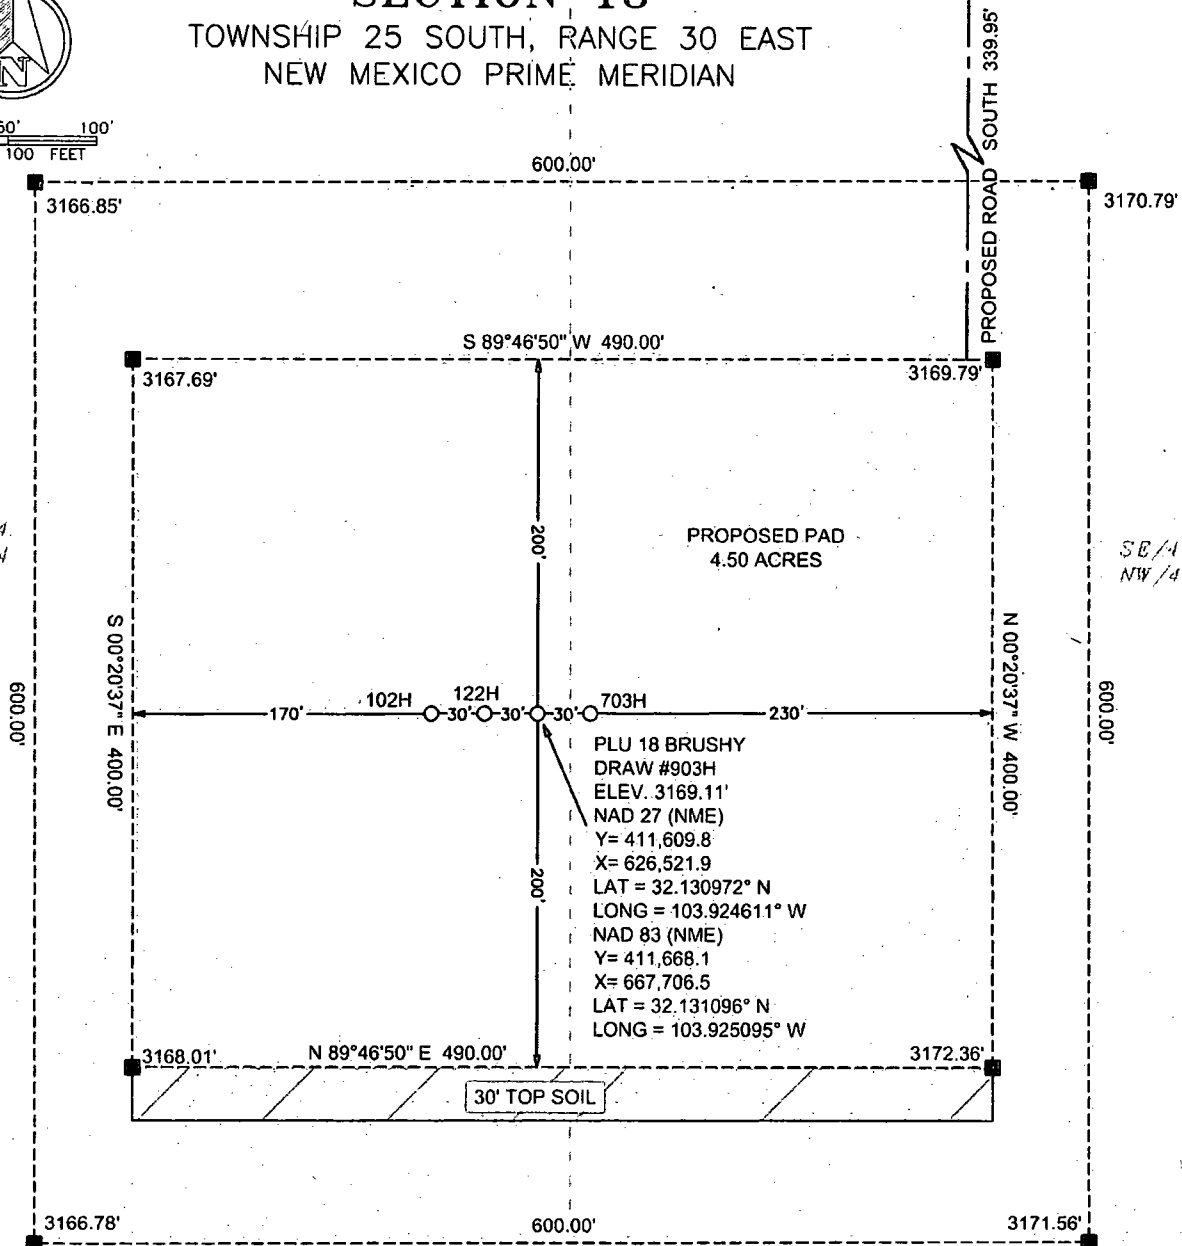 TOWNSHIP 25 SOUTH, RANGE 30 EAST
NEW MEXICO PRIME MERIDIAN
N
100'
100 FEET
PROPOSED ROAD SOUTH 339.95'
600.00'
3166.85'
3170.79'
S 89°46'50" W 490.00'
3167.69'
3169.79'
200'
PROPOSED PAD
4.50 ACRES
SE/4
NW/4
S 00°20'37" E 400.00'
N 00°20'37" W 400.00'
600.00'
600.00'
102H
122H
703H
170'
30'
30'
30'
230'
PLU 18 BRUSHY
DRAW #903H
ELEV. 3169.11'
NAD 27 (NME)
Y= 411,609.8
X= 626,521.9
LAT = 32.130972° N
LONG = 103.924611° W
NAD 83 (NME)
Y= 411,668.1
X= 667,706.5
LAT = 32.131096° N
LONG = 103.925095° W
200'
3168.01'
N 89°46'50" E 490.00'
3172.36'
30' TOP SOIL
3166.78'
600.00'
3171.56'